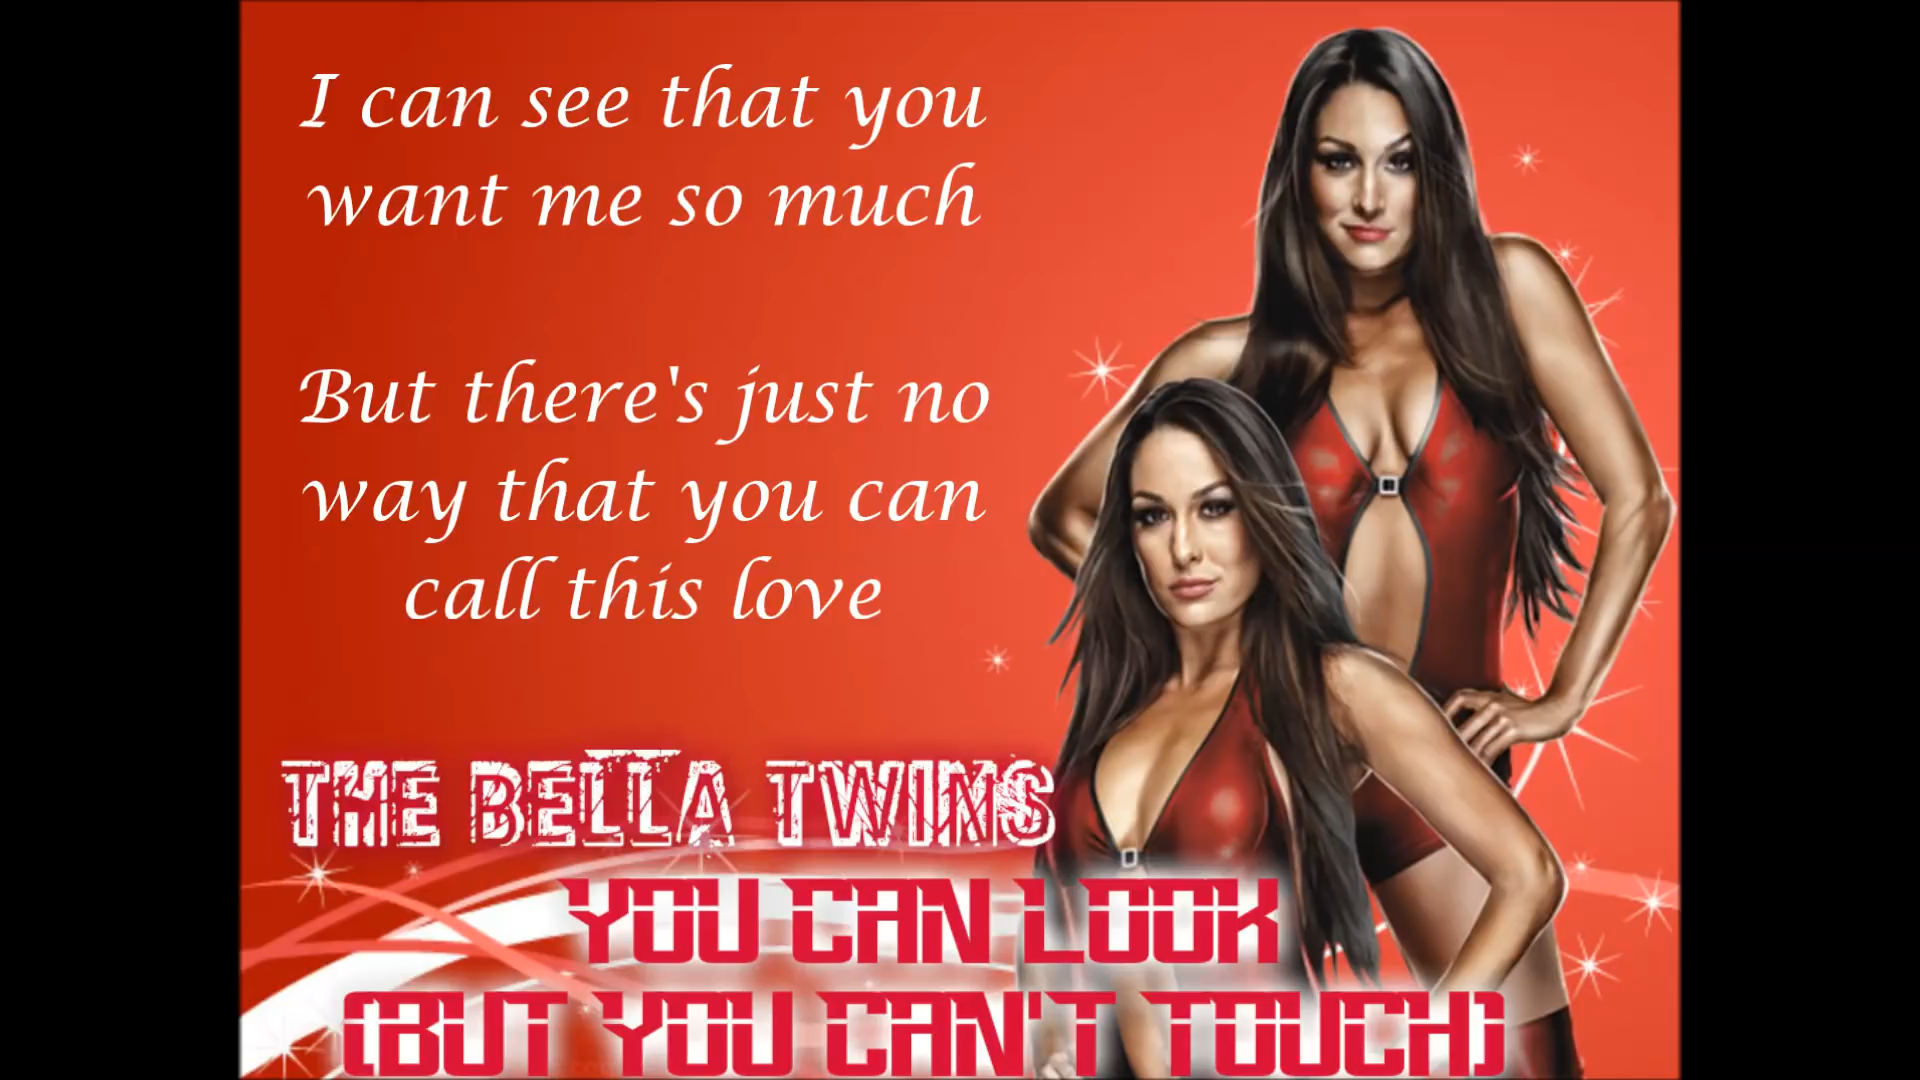 I can see that you
want me so much
But there's just no
way that you can
call this love
THE BELLA TWINS
YOU CAN LOOK
(BUT YOU CAN'T TOUCH)